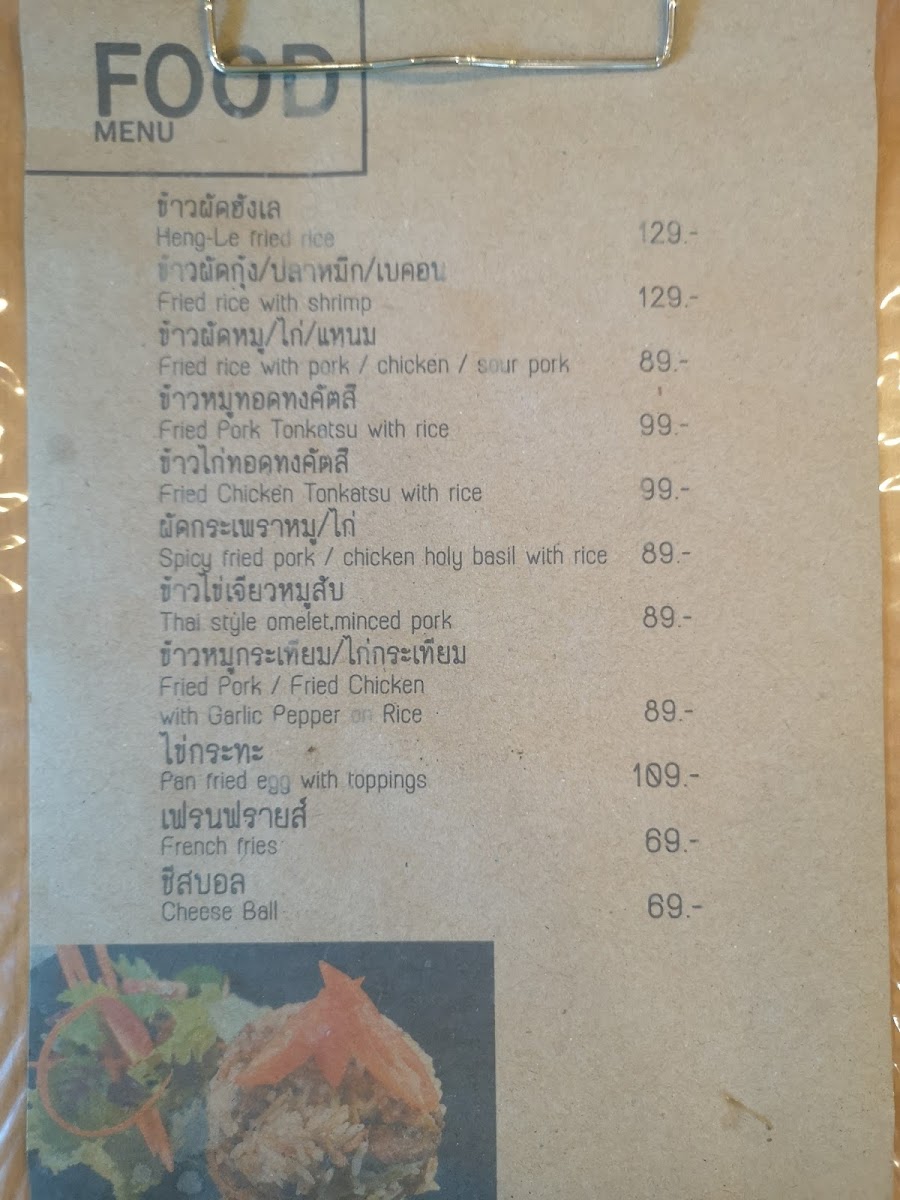 FOOD
MENU
ข้าวผัดฮังเล
Heng-Le fried rice 129.-
ข้าวผัดกุ้ง/ปลาหมึก/เบคอน
Fried rice with shrimp 129.-
ข้าวผัดหมู/ไก่/แหนม
Fried rice with pork / chicken / sour pork 89.-
ข้าวหมูทอดทงคัตสึ
Fried Pork Tonkatsu with rice 99.-
ข้าวไก่ทอดทงคัตสึ
Fried Chicken Tonkatsu with rice 99.-
ผัดกระเพราหมู/ไก่
Spicy fried pork / chicken holy basil with rice 89.-
ข้าวไข่เจียวหมูสับ
Thai style omelet,minced pork 89.-
ข้าวหมูกระเทียม/ไก่กระเทียม
Fried Pork / Fried Chicken
with Garlic Pepper on Rice 89.-
ไข่กระทะ
Pan fried egg with toppings 109.-
เฟรนฟรายส์
French fries 69.-
ชีสบอล
Cheese Ball 69.-